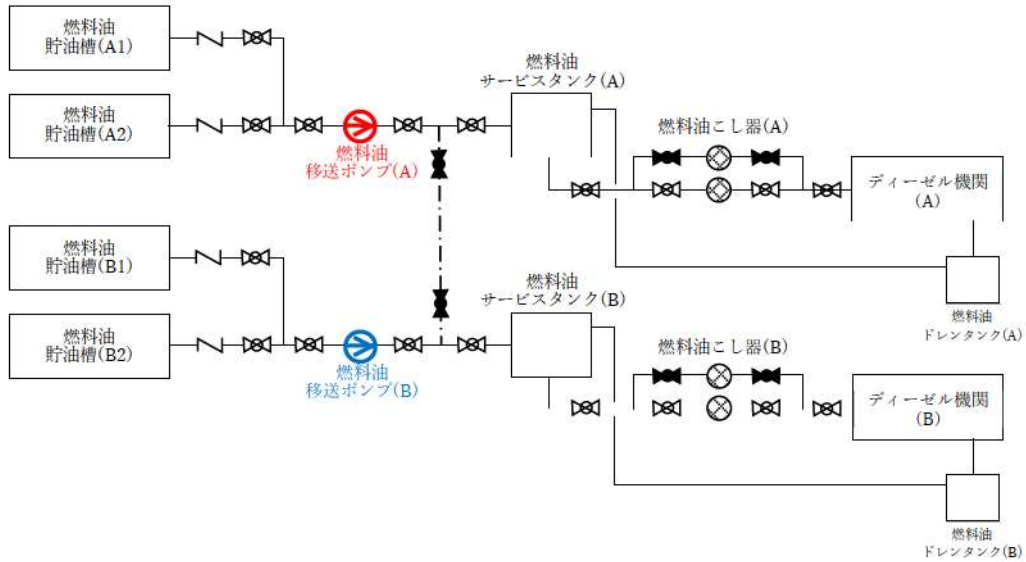 燃料油
貯油槽(A1)
燃料油
貯油槽(A2)
燃料油
移送ポンプ(A)
燃料油
サービスタンク(A)
燃料油こし器(A)
ディーゼル機関
(A)
燃料油
ドレンタンク(A)
燃料油
貯油槽(B1)
燃料油
貯油槽(B2)
燃料油
移送ポンプ(B)
燃料油
サービスタンク(B)
燃料油こし器(B)
ディーゼル機関
(B)
燃料油
ドレンタンク(B)